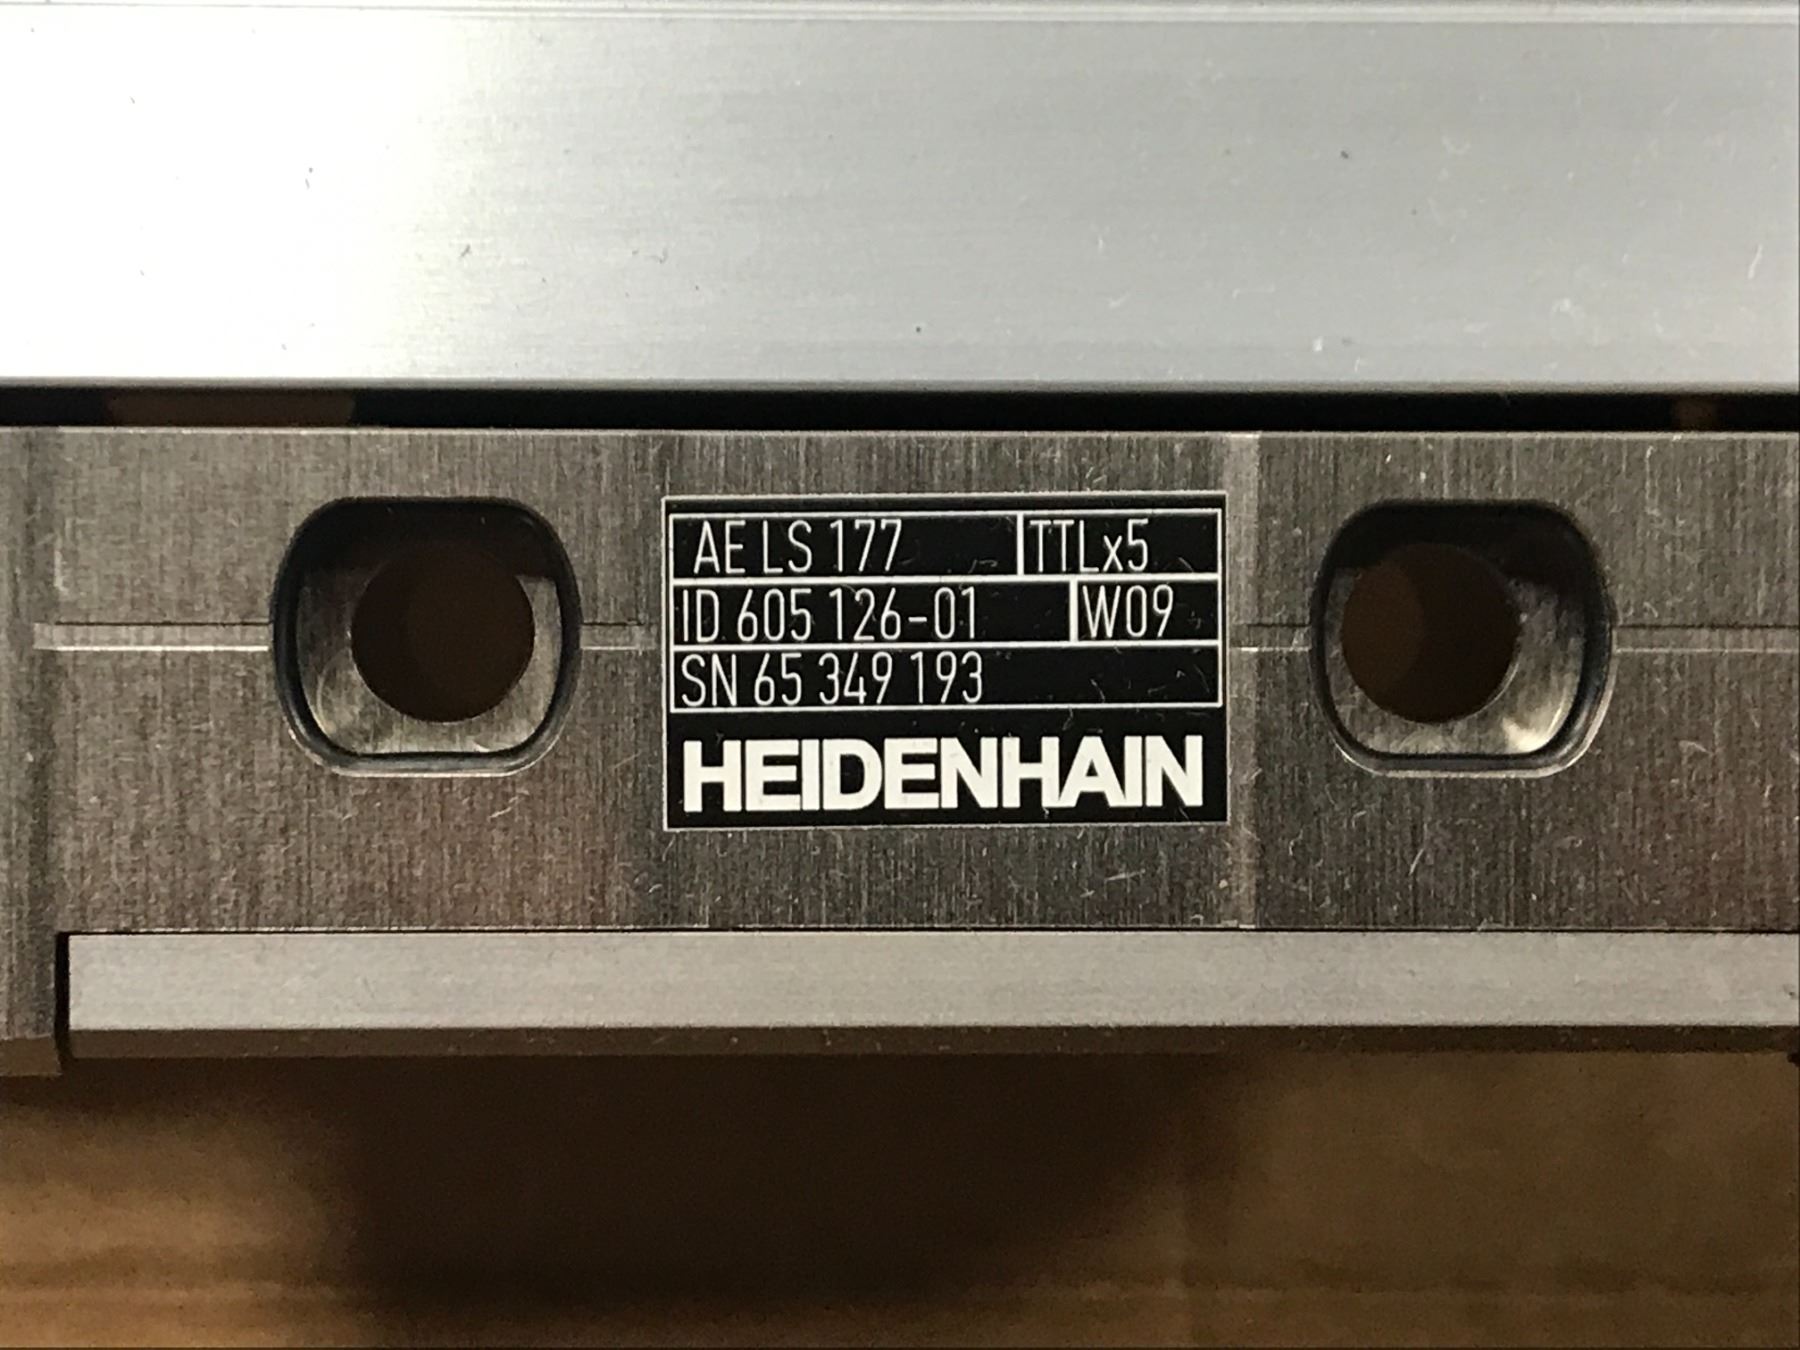 AE LS 177 TTLx5
ID 605 126-01 W09
SN 65 349 193
HEIDENHAIN